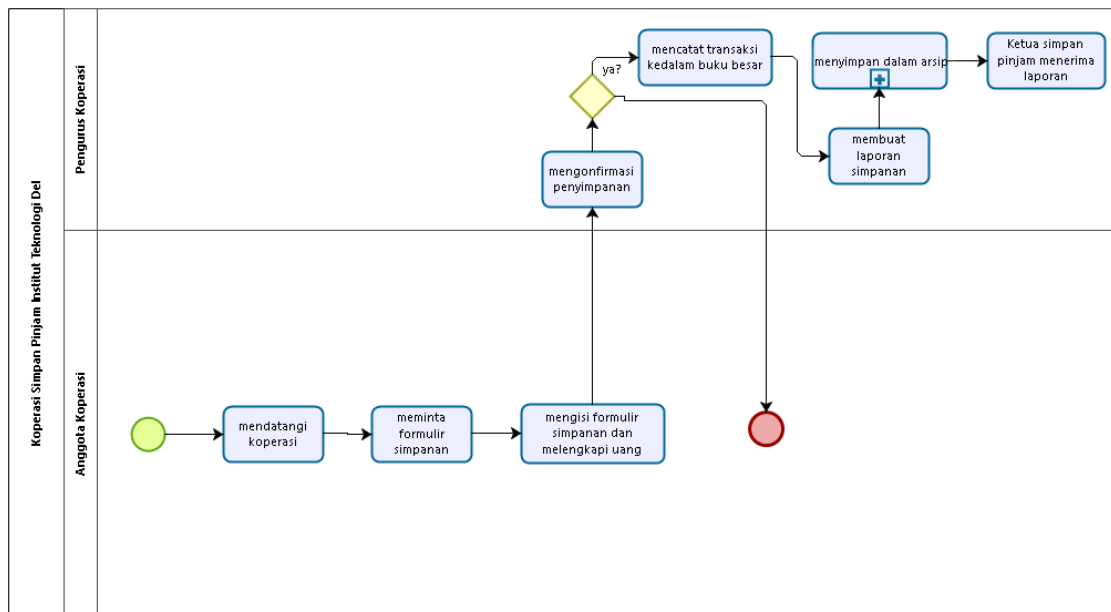 Koperasi Simpan Pinjam Institut Teknologi Del
Pengurus Koperasi
ya?
mencatat transaksi
kedalam buku besar
menyimpan dalam arsip
Ketua simpan
pinjam menerima
laporan
mengonfirmasi
penyimpanan
membuat
laporan
simpanan
Anggota Koperasi
mendatangi
koperasi
meminta
formulir
simpanan
mengisi formulir
simpanan dan
melengkapi uang